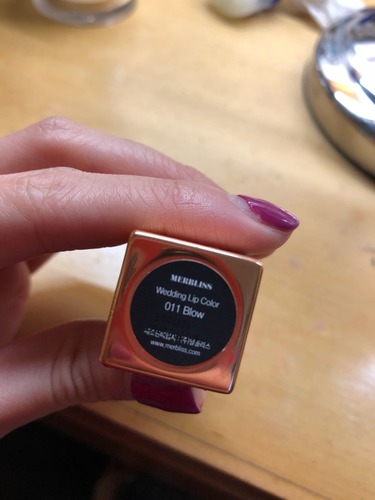 MERBLISS
Wedding Lip Color
011 Blow
www.merbliss.com